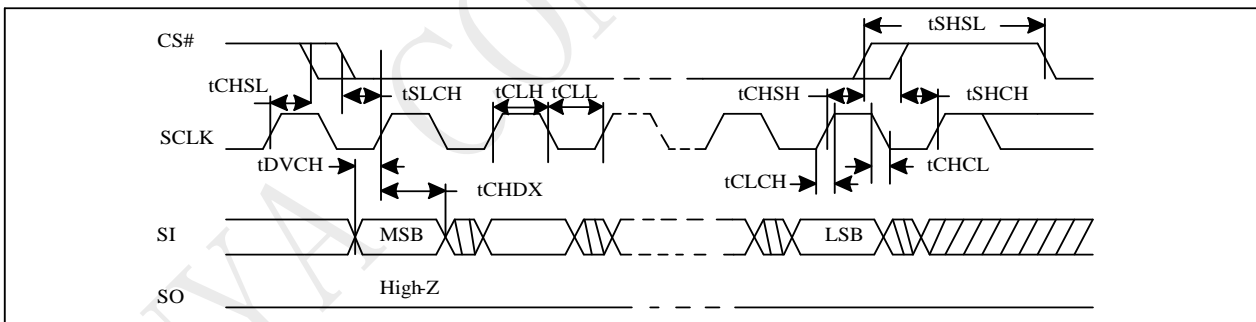 CS#
tSHSL
tCHSL
tSLCH
tCLH
tCLL
tCHSH
tSHCH
SCLK
tDVCH
tCHDX
tCLCH
tCHCL
SI
MSB
LSB
SO
High-Z